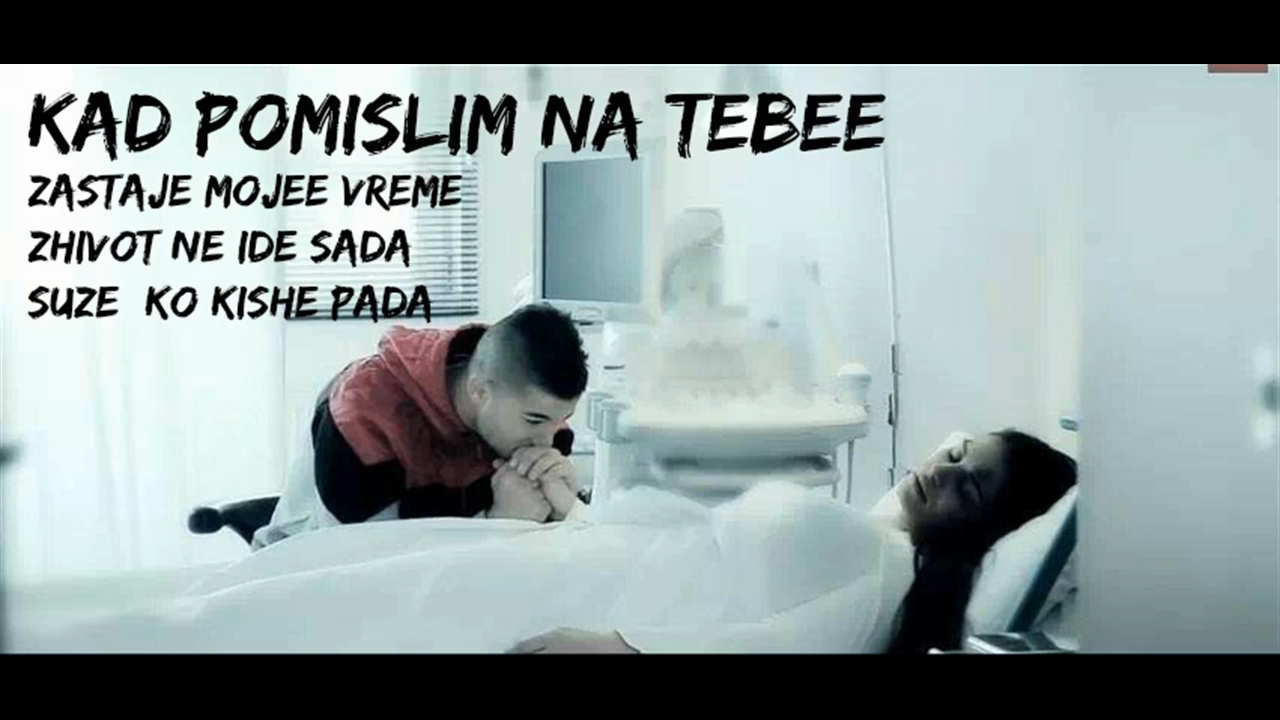 KAD POMISLIM NA TEBEE
ZASTAJE MOJEE VREME
ZHIVOT NE IDE SADA
SUZE KO KISHE PADA